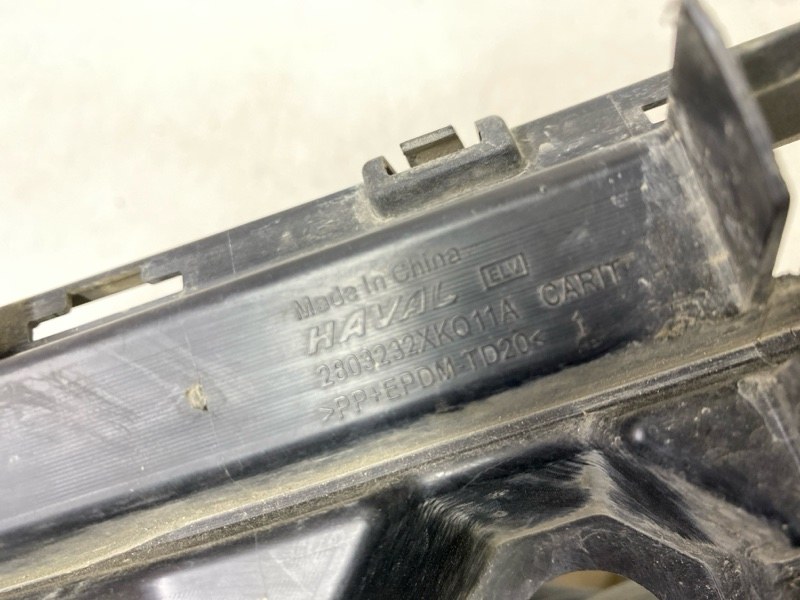 Made In China
HAVAL ELV
2803232XKQ11A CARIT
>PP+EPDM-TD20<